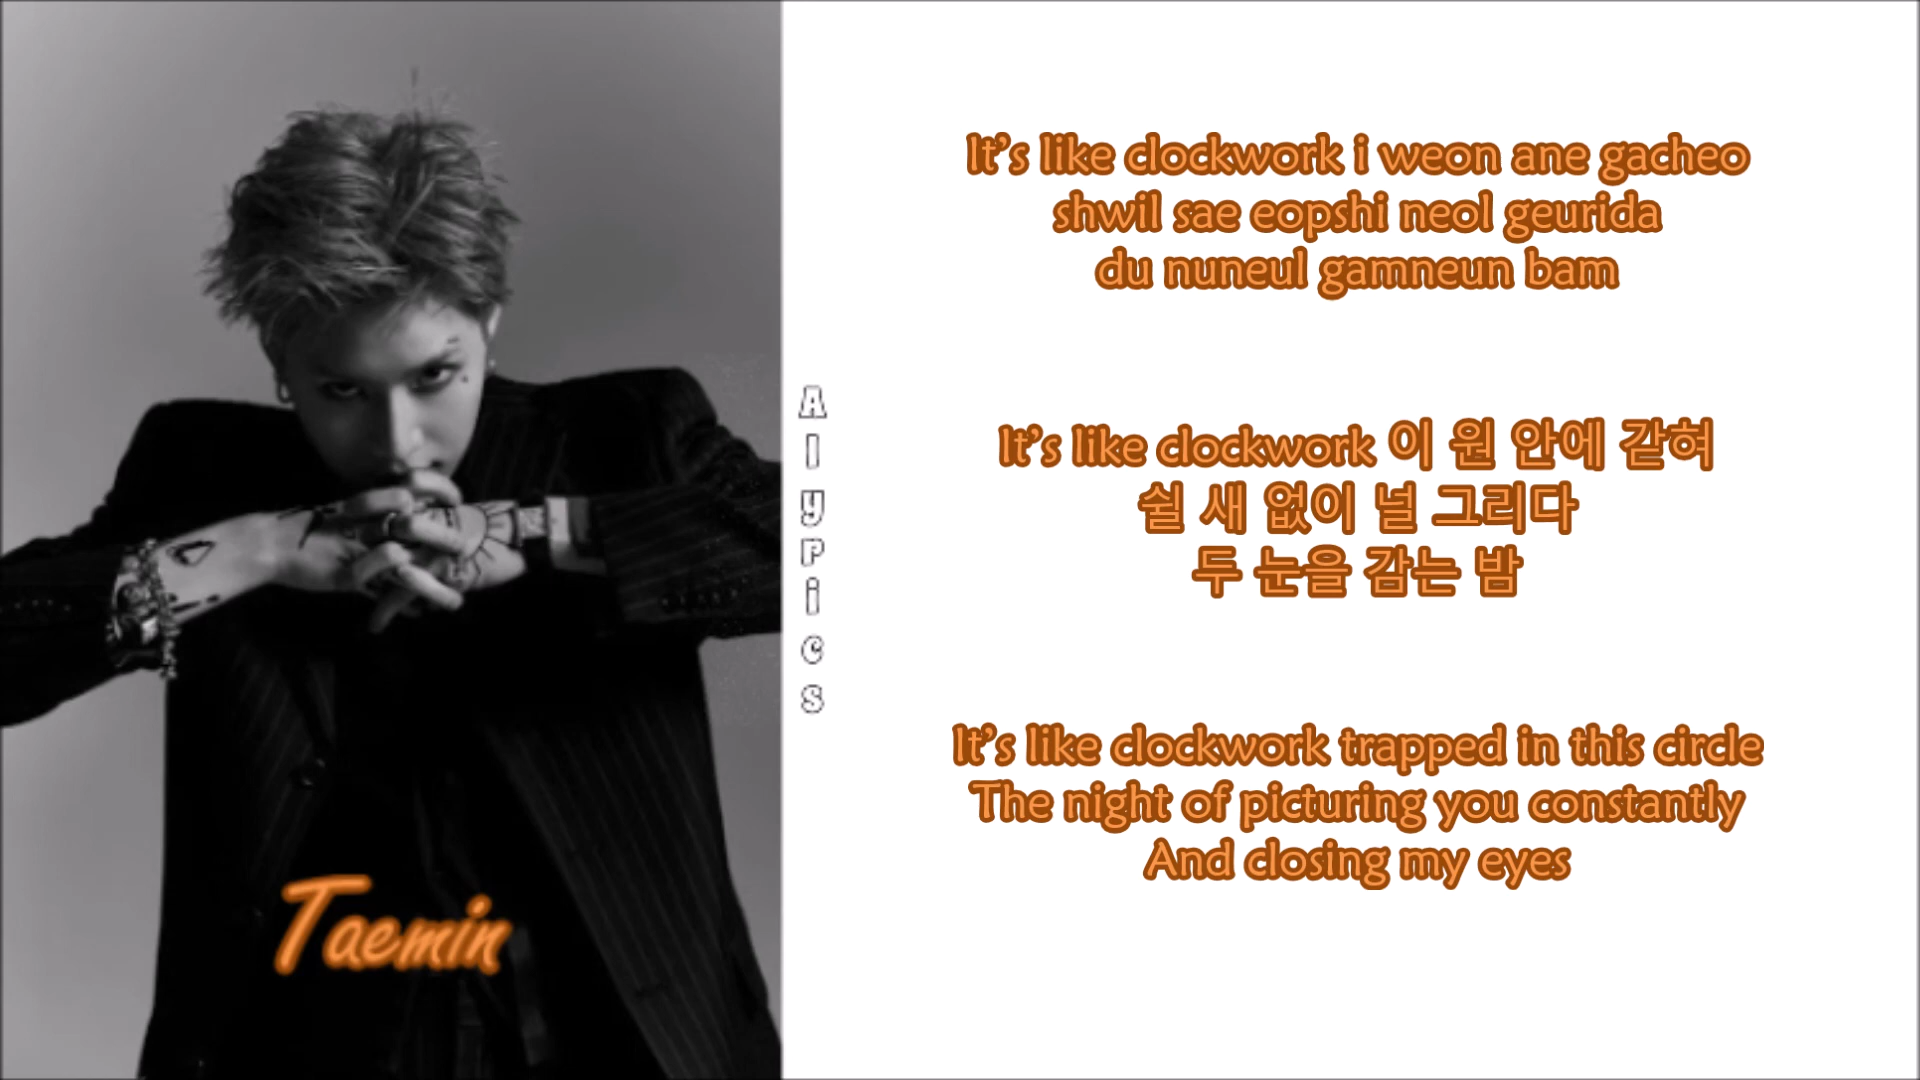 It's like clockwork i weon ane gacheo
shwil sae eopshi neol geurida
du nuneul gamneun bam
AlyPics
It's like clockwork 이 원 안에 갇혀
쉴 새 없이 널 그리다
두 눈을 감는 밤
It's like clockwork trapped in this circle
The night of picturing you constantly
And closing my eyes
Taemin